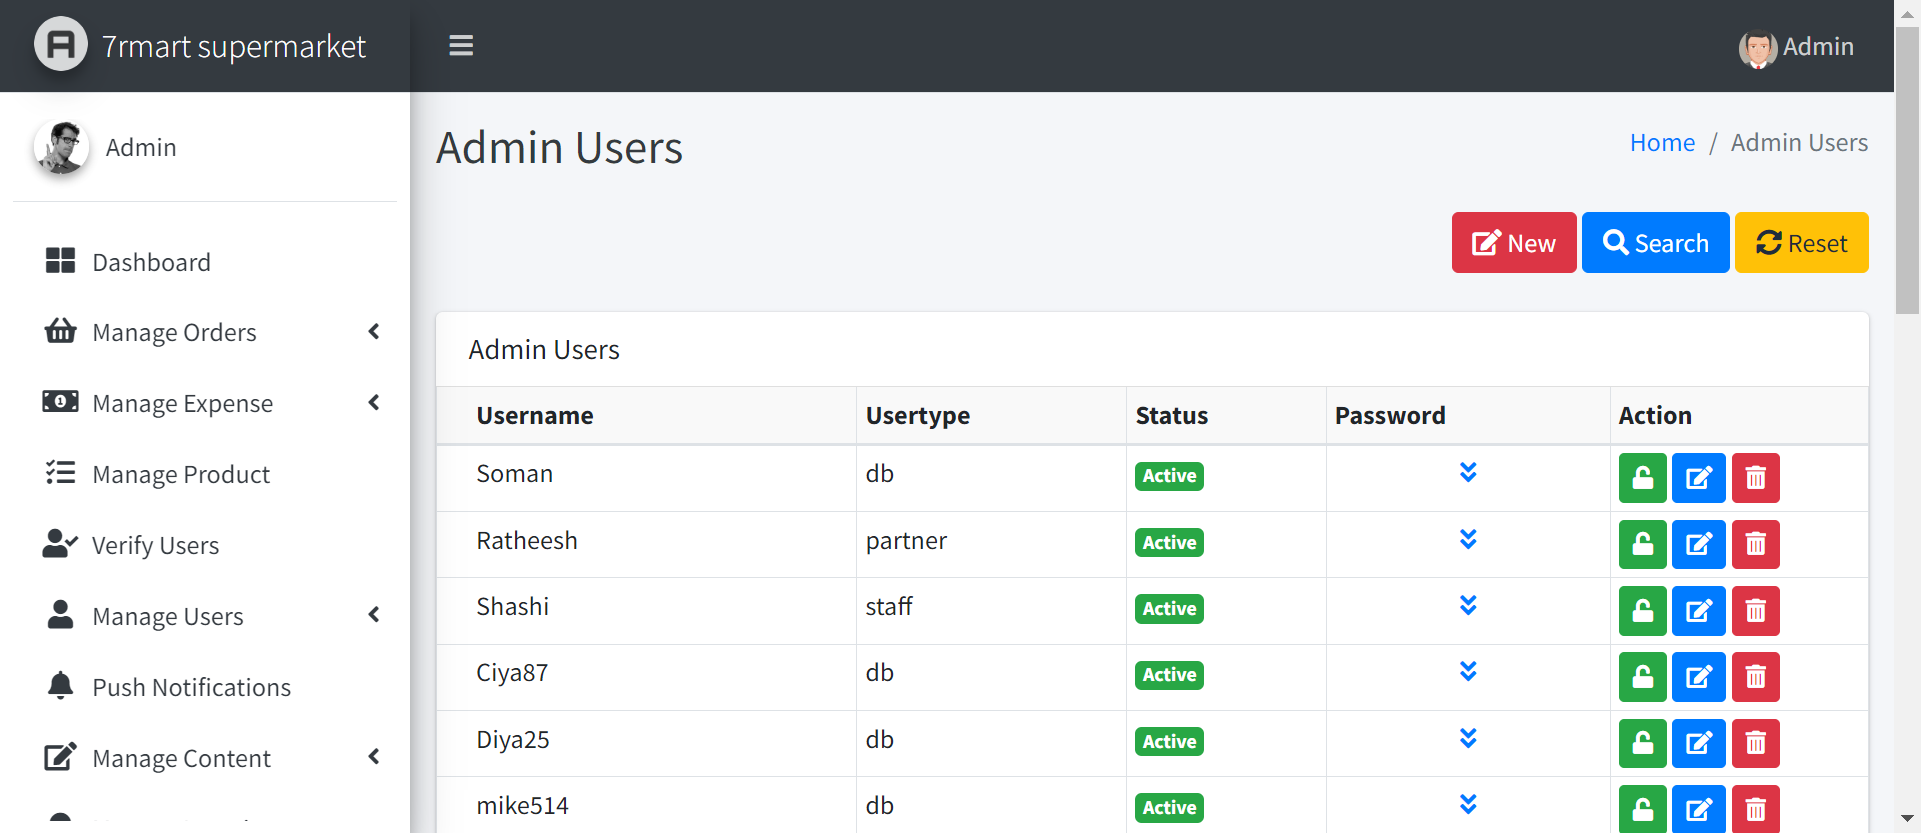 7rmart supermarket
Admin
Admin
Dashboard
Manage Orders
Manage Expense
Manage Product
Verify Users
Manage Users
Push Notifications
Manage Content
Admin Users
Home / Admin Users
New Search Reset
Admin Users
Username Usertype Status Password Action
Soman db Active
Ratheesh partner Active
Shashi staff Active
Ciya87 db Active
Diya25 db Active
mike514 db Active